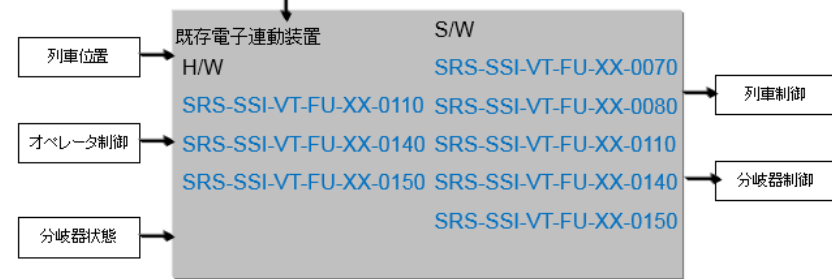 既存電子連動装置
H/W
SRS-SSI-VT-FU-XX-0110
SRS-SSI-VT-FU-XX-0140
SRS-SSI-VT-FU-XX-0150
S/W
SRS-SSI-VT-FU-XX-0070
SRS-SSI-VT-FU-XX-0080
SRS-SSI-VT-FU-XX-0110
SRS-SSI-VT-FU-XX-0140
SRS-SSI-VT-FU-XX-0150
列車位置
オペレータ制御
分岐器状態
列車制御
分岐器制御